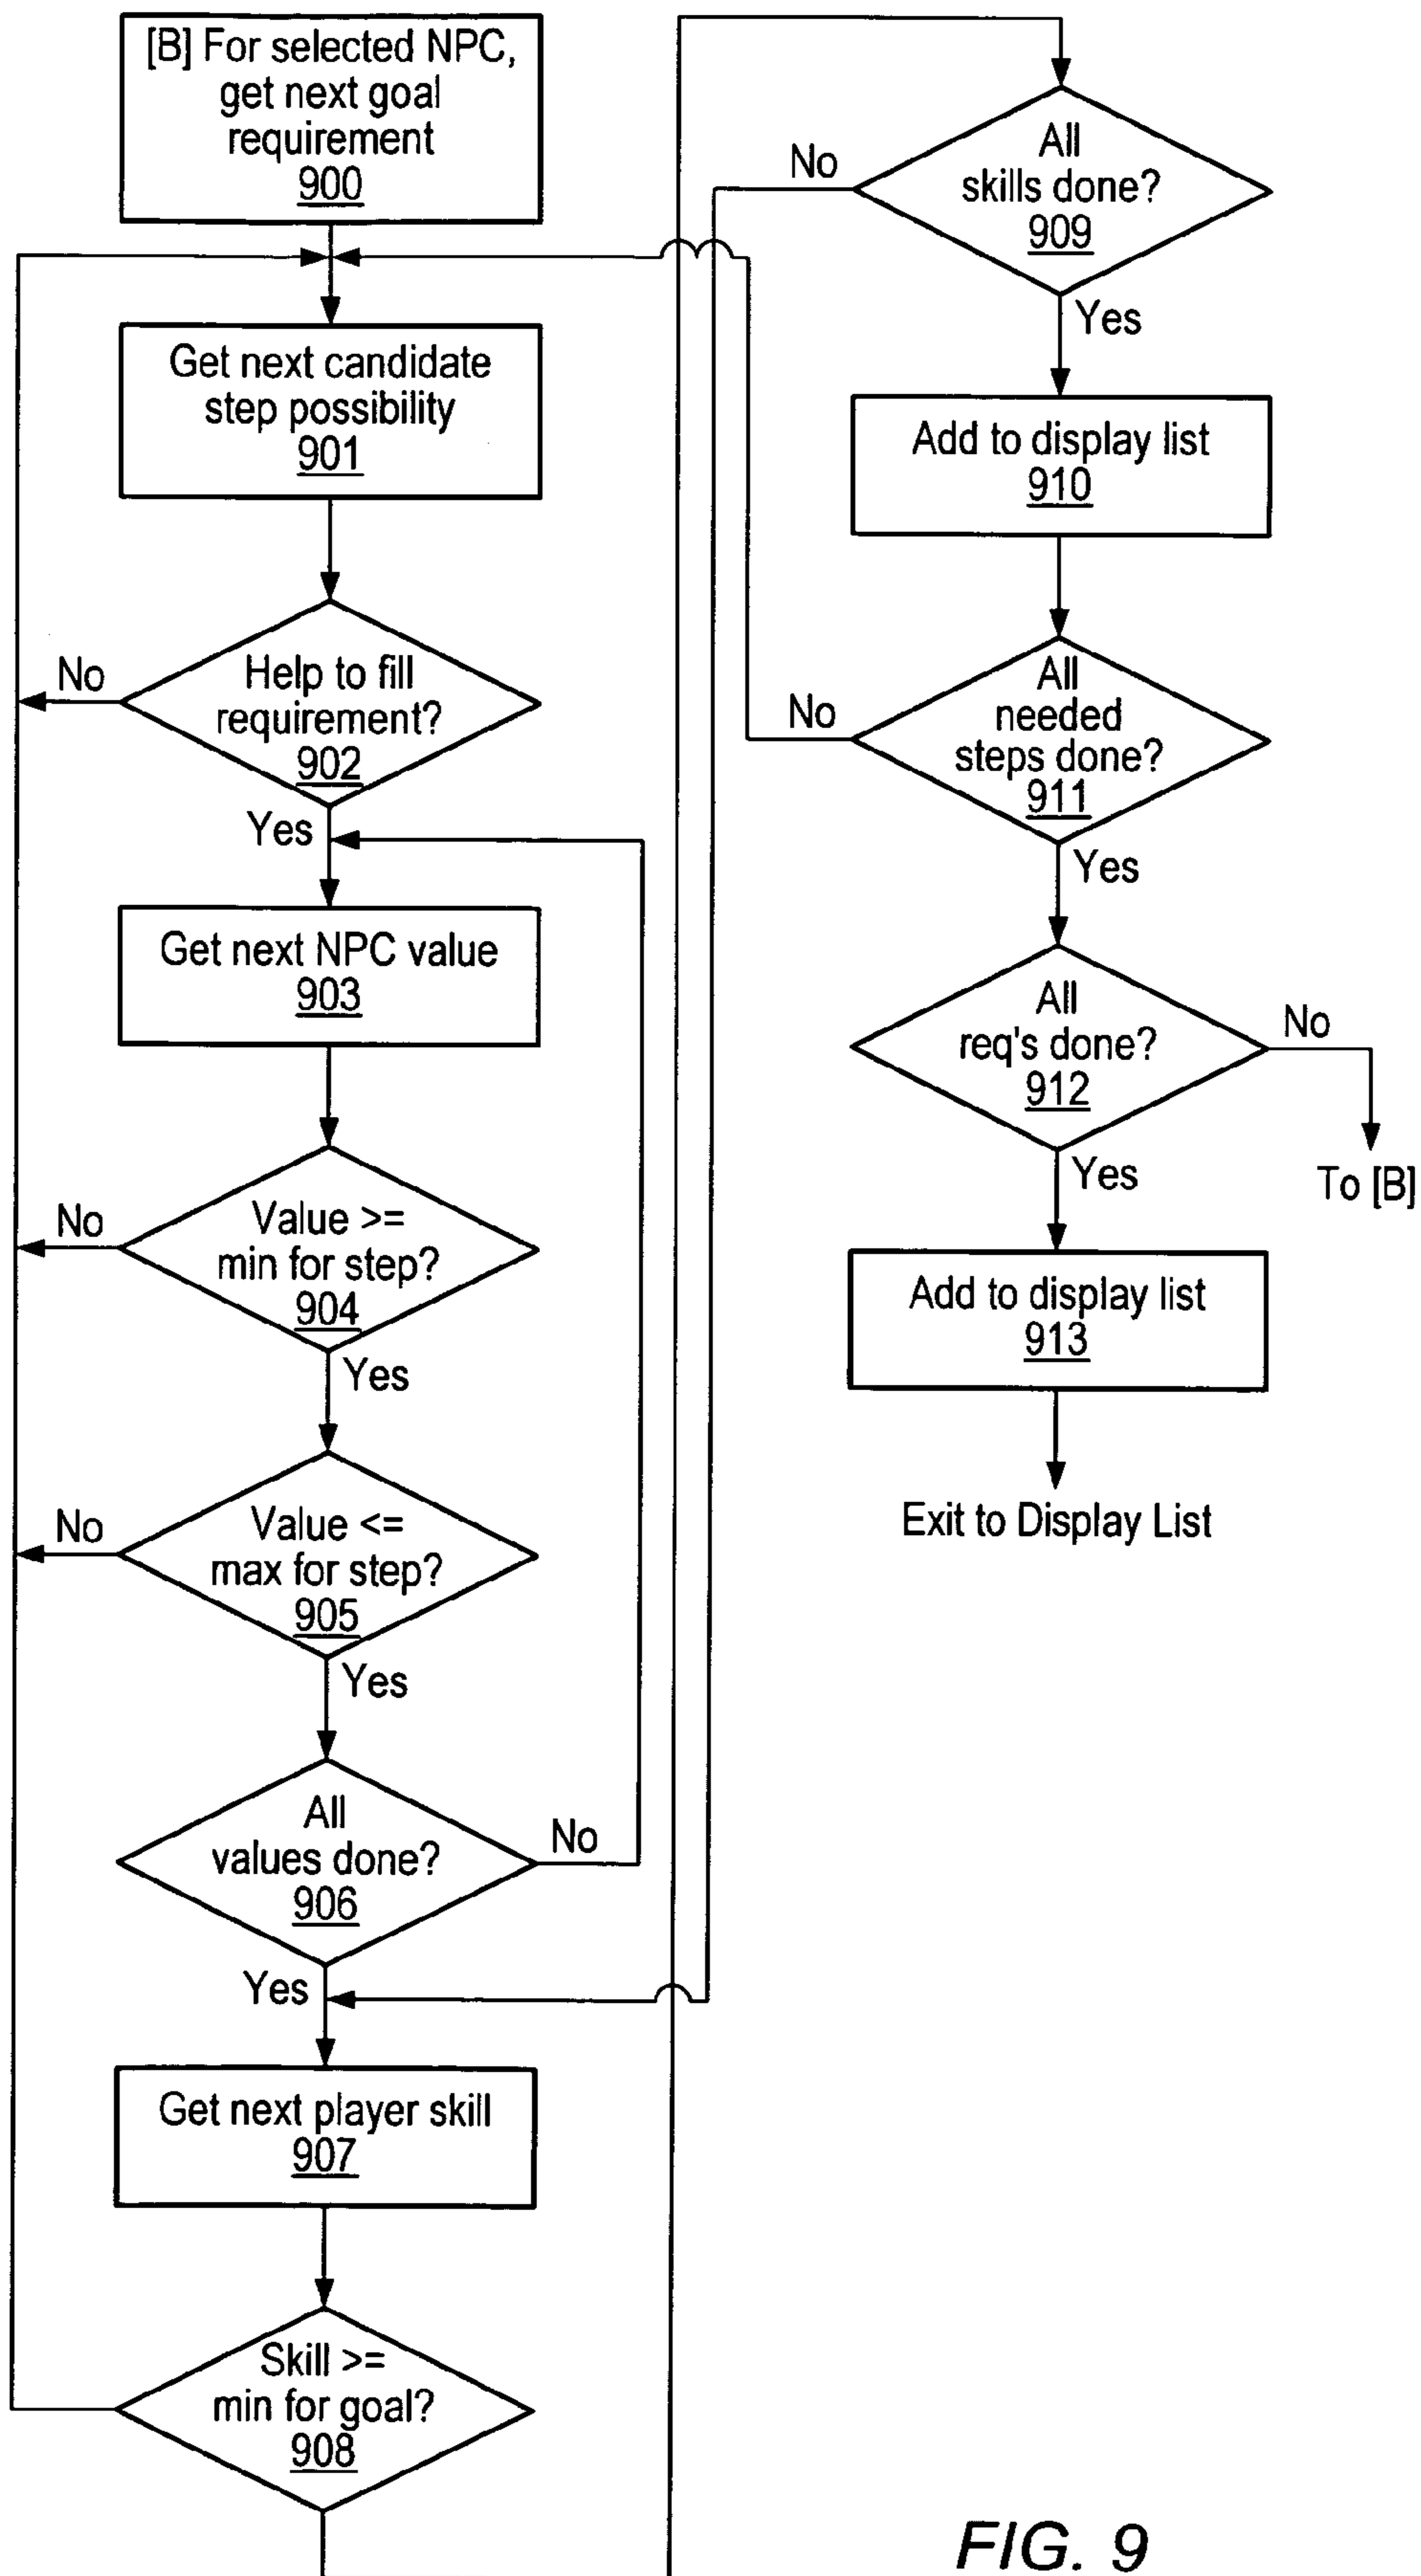 [B] For selected NPC,
get next goal
requirement
900
Get next candidate
step possibility
901
Help to fill
requirement?
902
No
Yes
Get next NPC value
903
Value >=
min for step?
904
No
Yes
Value <=
max for step?
905
No
Yes
All
values done?
906
No
Yes
Get next player skill
907
Skill >=
min for goal?
908
All
skills done?
909
No
Yes
Add to display list
910
All
needed
steps done?
911
No
Yes
All
req's done?
912
No
To [B]
Yes
Add to display list
913
Exit to Display List
FIG. 9